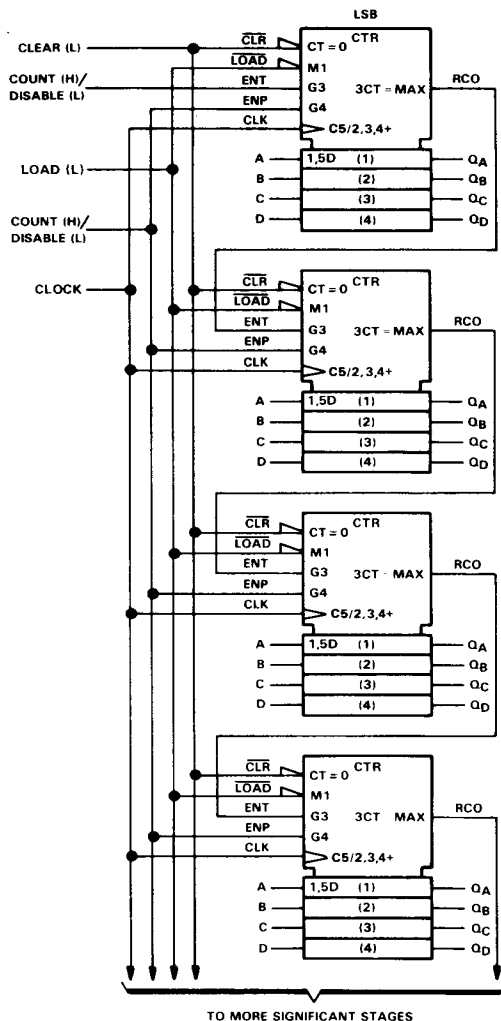 LSB
CLEAR (L)
CLR
CT = 0 CTR
LOAD
M1
COUNT (H)/
DISABLE (L)
ENT
G3 3CT = MAX RCO
ENP
G4
CLK
C5/2,3,4+
A 1,5D (1) QA
LOAD (L)
B (2) QB
C (3) QC
D (4) QD
COUNT (H)/
DISABLE (L)
CLOCK
CLR
CT = 0 CTR
LOAD
M1
ENT
G3 3CT = MAX RCO
ENP
G4
CLK
C5/2,3,4+
A 1,5D (1) QA
B (2) QB
C (3) QC
D (4) QD
CLR
CT = 0 CTR
LOAD
M1
ENT
G3 3CT MAX RCO
ENP
G4
CLK
C5/2,3,4+
A 1,5D (1) QA
B (2) QB
C (3) QC
D (4) QD
CLR
CT = 0 CTR
LOAD
M1
ENT
G3 3CT MAX RCO
ENP
G4
CLK
C5/2,3,4+
A 1,5D (1) QA
B (2) QB
C (3) QC
D (4) QD
TO MORE SIGNIFICANT STAGES